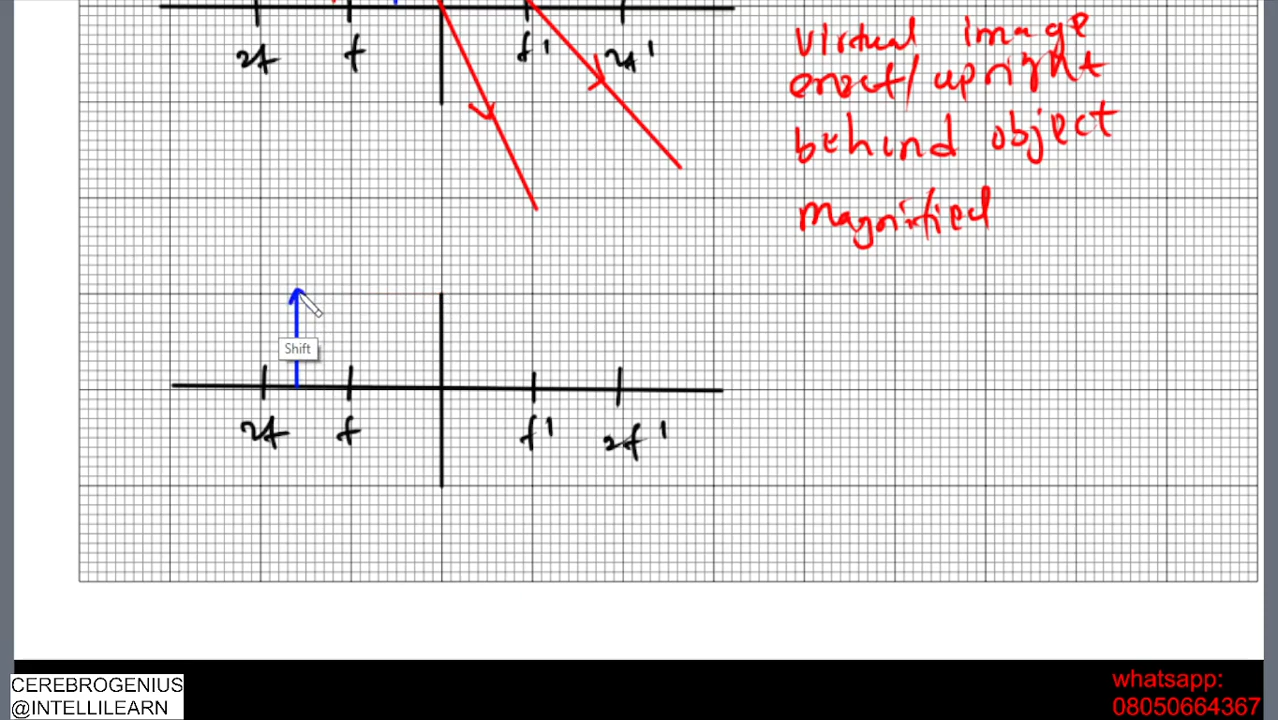 2f f f' 2f'
virtual image
erect/upright
behind object
magnified
Shift
2f f f' 2f'
CEREBROGENIUS
@INTELLILEARN
whatsapp:
08050664367